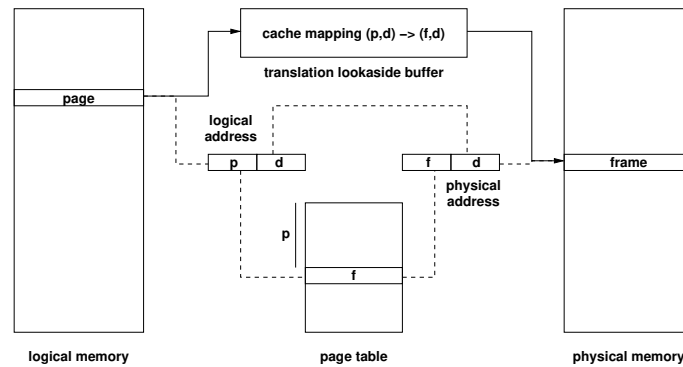 cache mapping (p,d) −> (f,d)
translation lookaside buffer
page
logical
address
p d
f d
frame
physical
address
p
f
logical memory
page table
physical memory